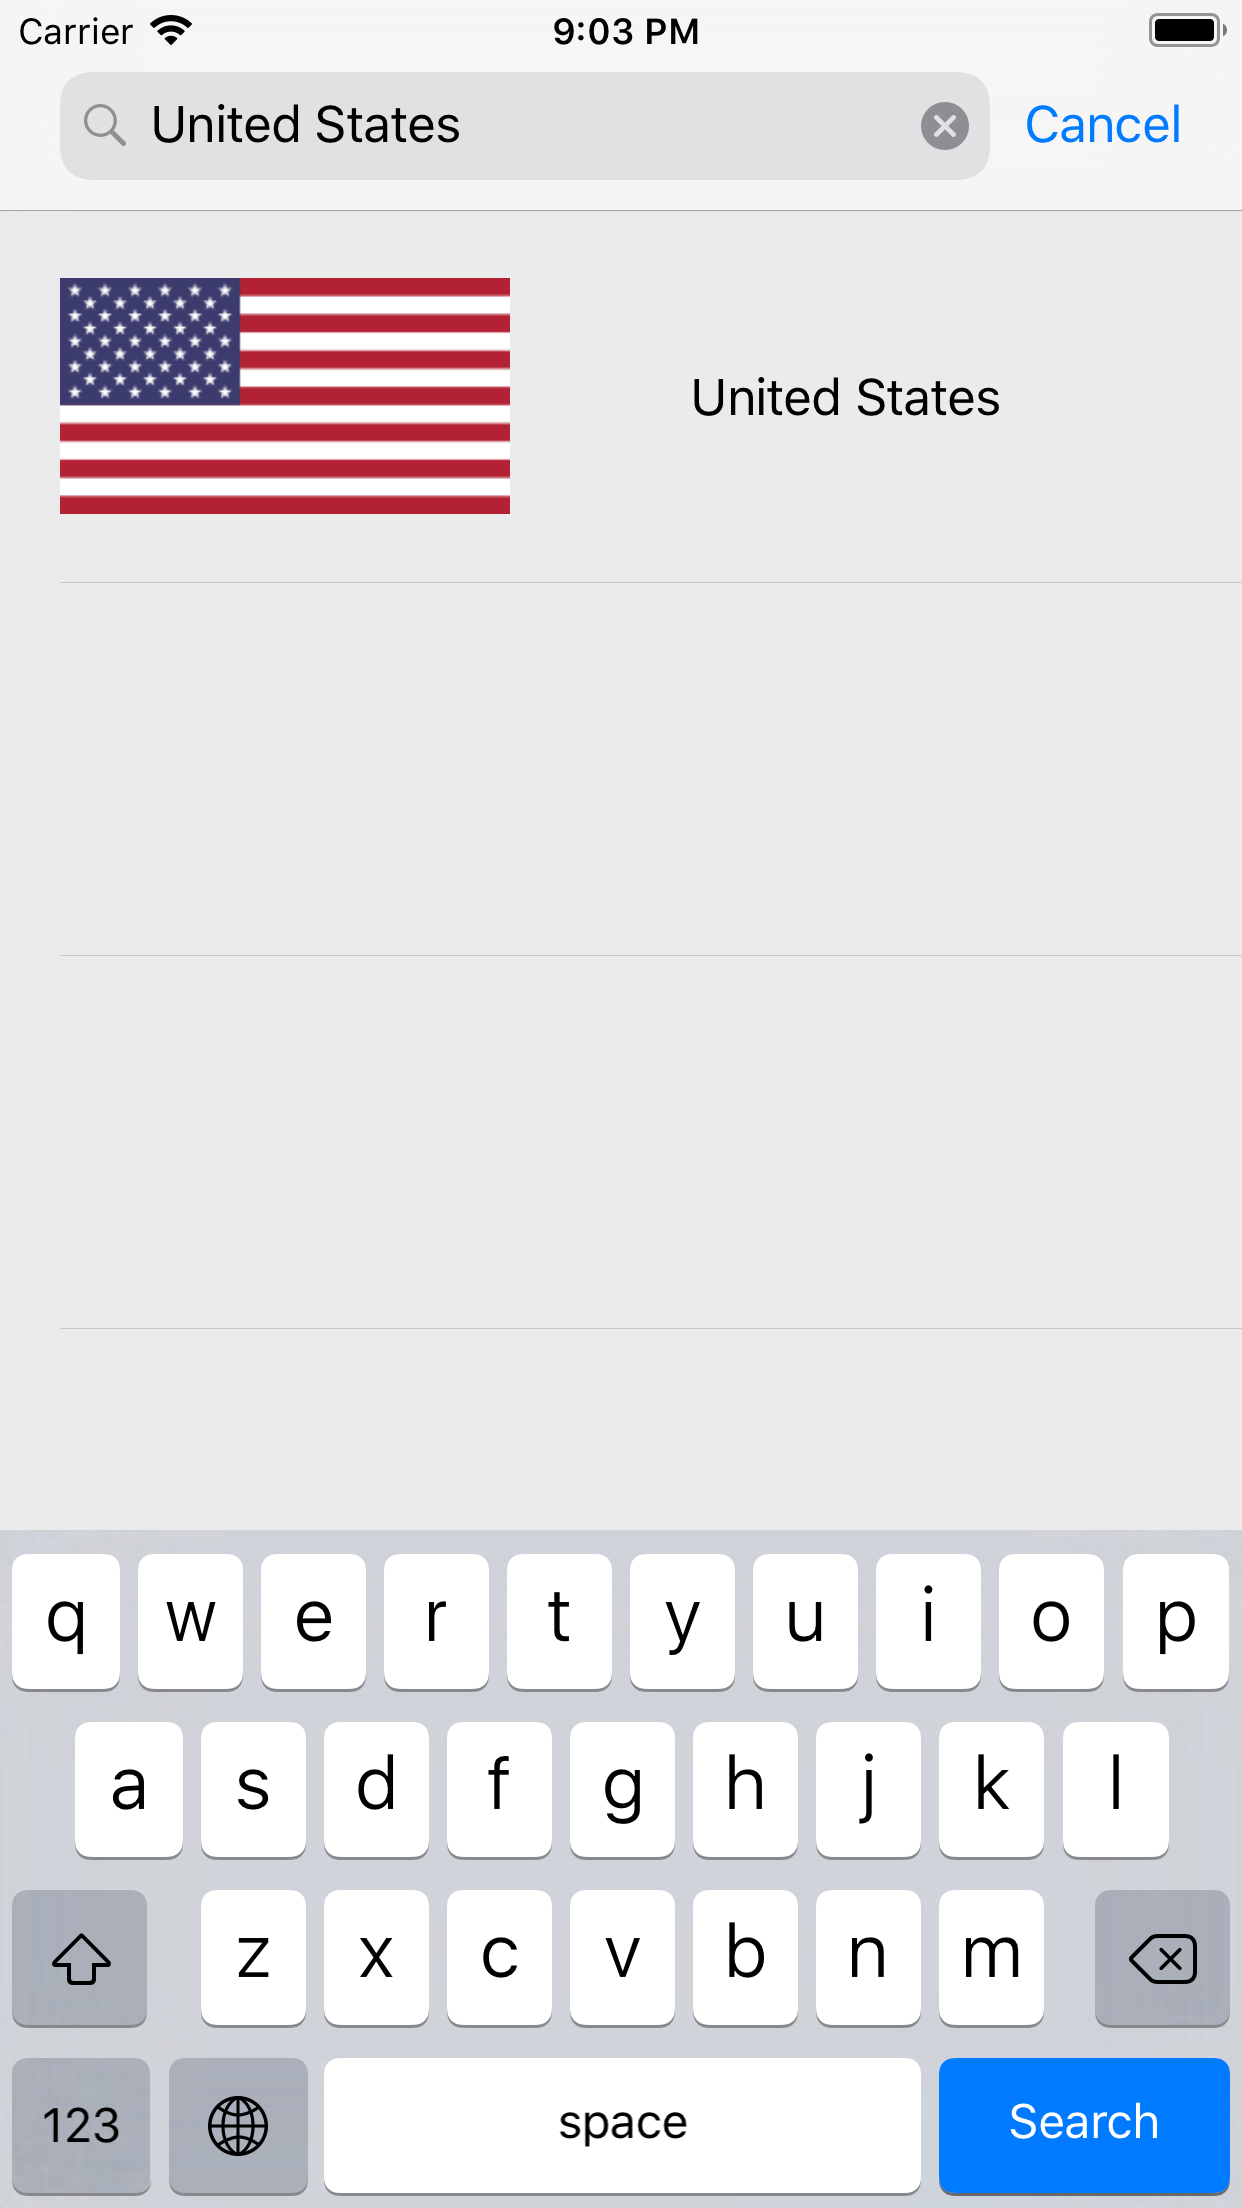 Carrier 9:03 PM
United States Cancel
United States
q w e r t y u i o p
a s d f g h j k l
z x c v b n m
123 space Search